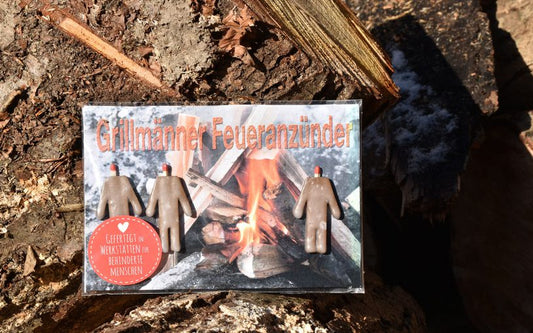 Grillmänner Feueranzünder
GEFERTIGT IN
WERKSTÄTTEN FÜR
BEHINDERTE
MENSCHEN